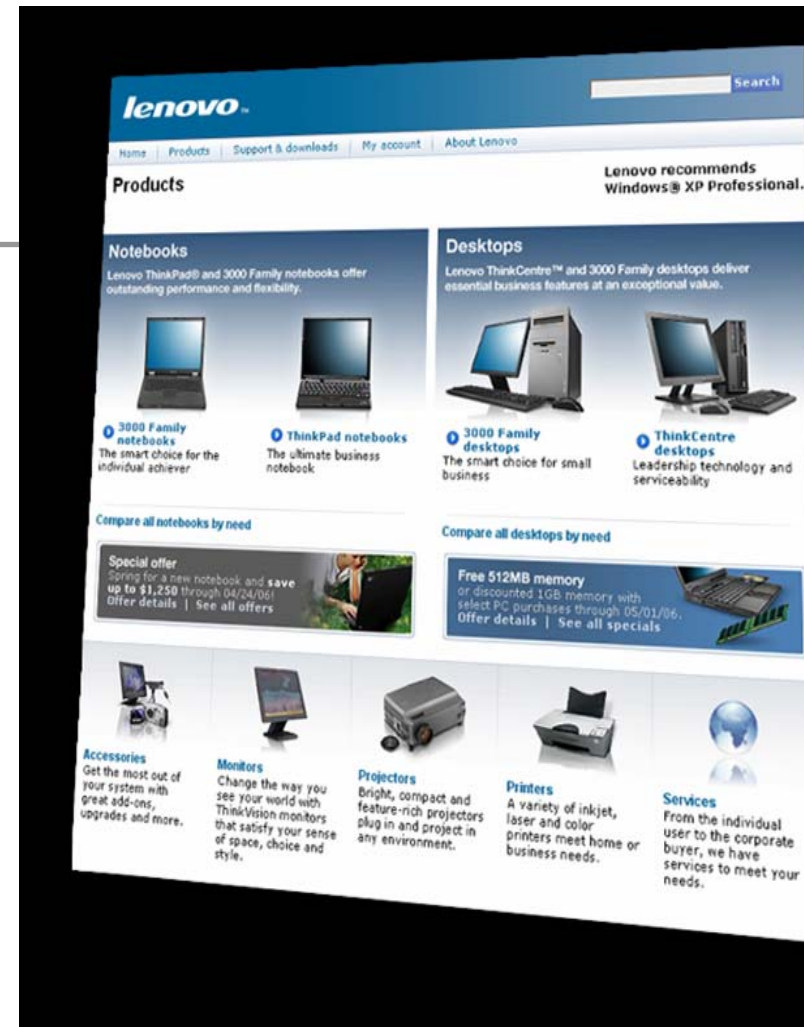 lenovo™
Search
Home | Products | Support & downloads | My account | About Lenovo
Products
Lenovo recommends
Windows® XP Professional.
Notebooks
Lenovo ThinkPad® and 3000 Family notebooks offer
outstanding performance and flexibility.
3000 Family
notebooks
The smart choice for the
individual achiever
ThinkPad notebooks
The ultimate business
notebook
Desktops
Lenovo ThinkCentre™ and 3000 Family desktops deliver
essential business features at an exceptional value.
3000 Family
desktops
The smart choice for small
business
ThinkCentre
desktops
Leadership technology and
serviceability
Compare all notebooks by need
Compare all desktops by need
Special offer
Spring for a new notebook and save
up to $1,250 through 04/24/06!
Offer details | See all offers
Free 512MB memory
or discounted 1GB memory with
select PC purchases through 05/01/06.
Offer details | See all specials
Accessories
Get the most out of
your system with
great add-ons,
upgrades and more.
Monitors
Change the way you
see your world with
ThinkVision monitors
that satisfy your sense
of space, choice and
style.
Projectors
Bright, compact and
feature-rich projectors
plug in and project in
any environment.
Printers
A variety of inkjet,
laser and color
printers meet home or
business needs.
Services
From the individual
user to the corporate
buyer, we have
services to meet your
needs.